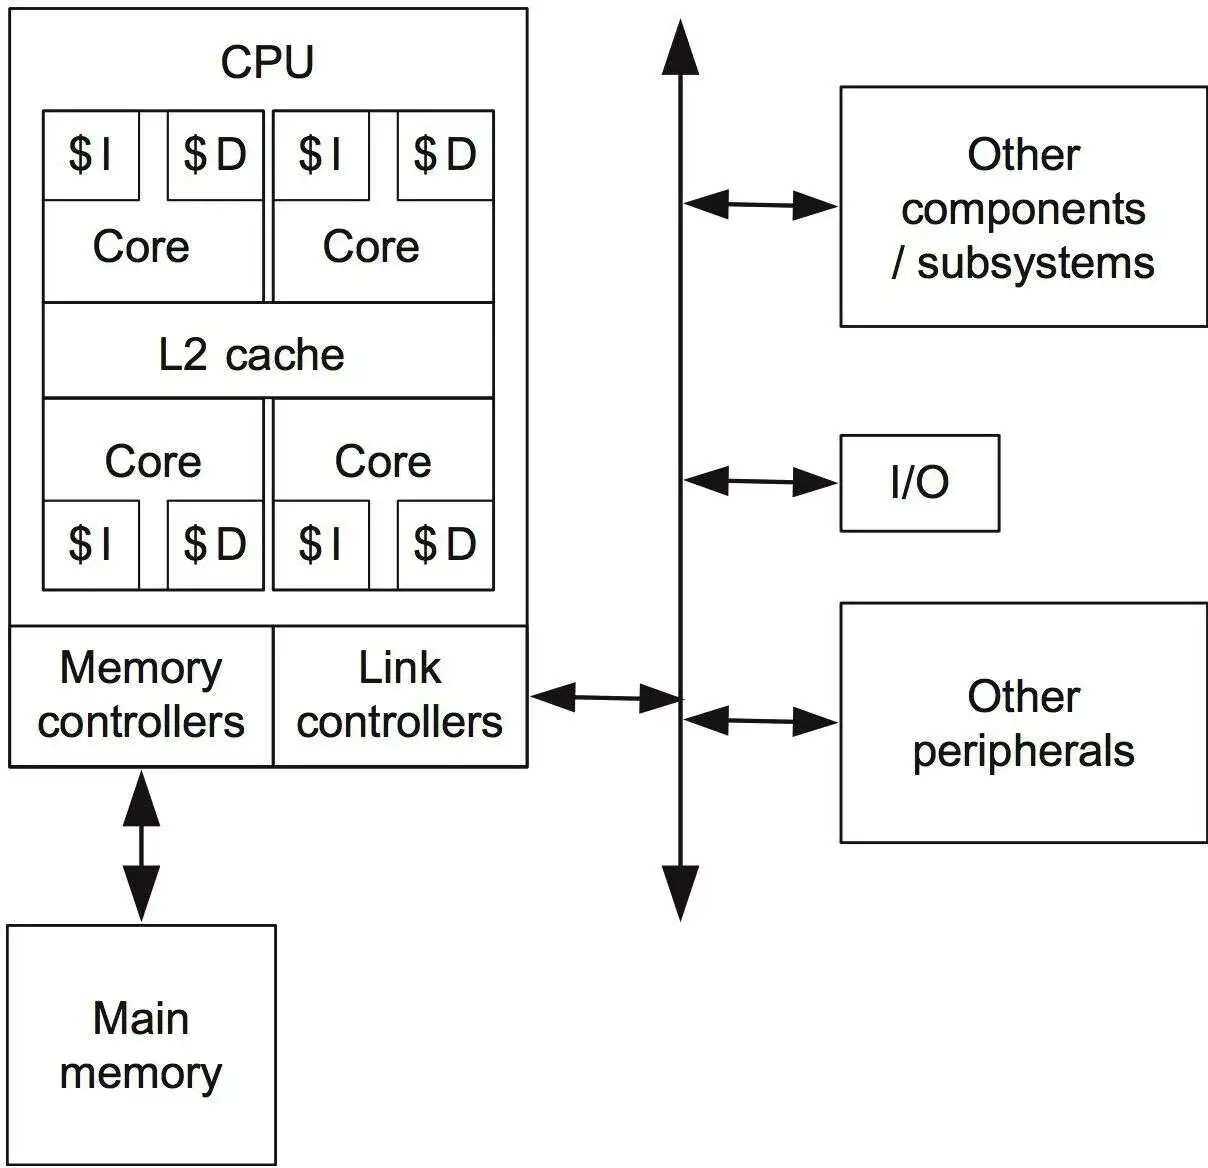 CPU
$ I
$ D
$ I
$ D
Core
Core
L2 cache
Core
Core
$ I
$ D
$ I
$ D
Memory
controllers
Link
controllers
Main
memory
Other
components
/ subsystems
I/O
Other
peripherals